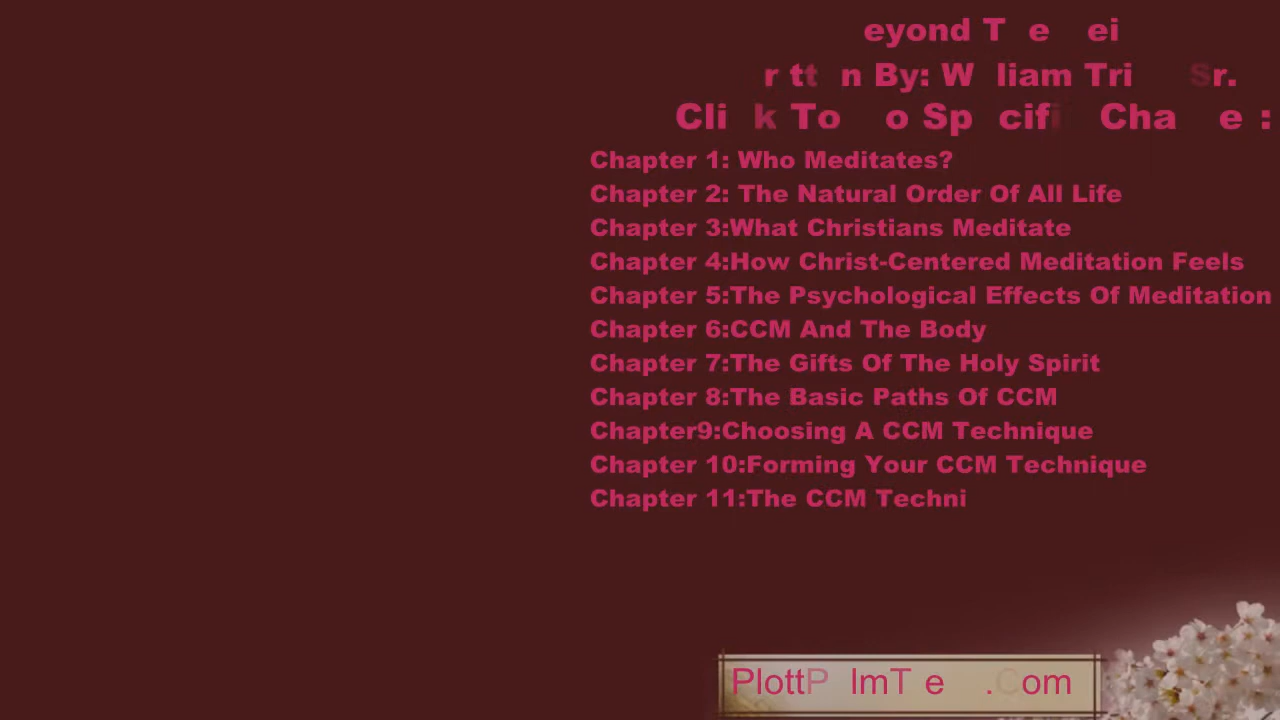 eyond T e ei
r tt n By: W liam Tri Sr.
Cli k To o Sp cifi Cha e :
Chapter 1: Who Meditates?
Chapter 2: The Natural Order Of All Life
Chapter 3:What Christians Meditate
Chapter 4:How Christ-Centered Meditation Feels
Chapter 5:The Psychological Effects Of Meditation
Chapter 6:CCM And The Body
Chapter 7:The Gifts Of The Holy Spirit
Chapter 8:The Basic Paths Of CCM
Chapter9:Choosing A CCM Technique
Chapter 10:Forming Your CCM Technique
Chapter 11:The CCM Techni
PlottP lmT e .Com